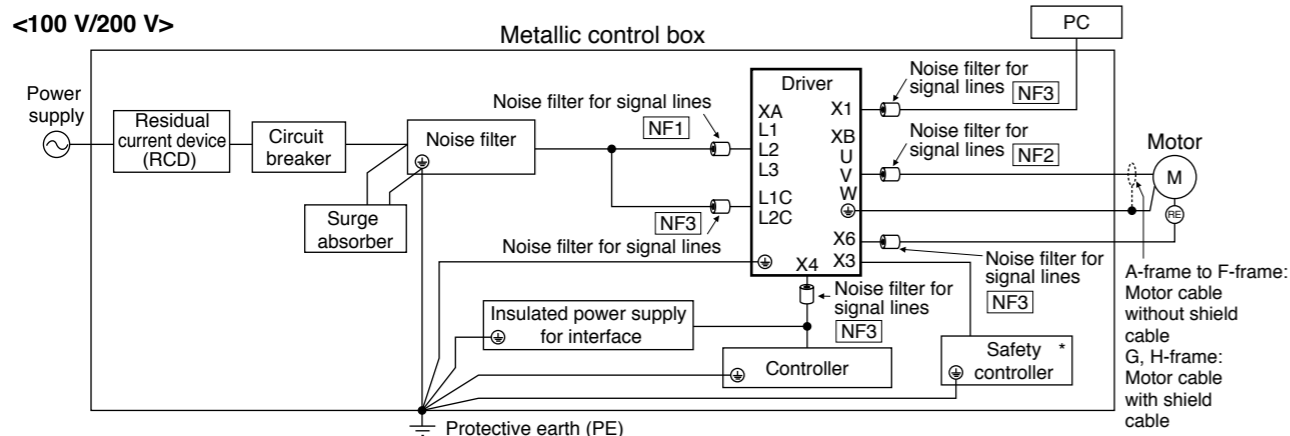 <100 V/200 V>
Metallic control box
PC
Power
supply
Residual
current device
(RCD)
Circuit
breaker
Noise filter
Surge
absorber
Noise filter for signal lines
NF1
NF3
Noise filter for signal lines
Driver
XA
L1
L2
L3
L1C
L2C
X1
XB
U
V
W
X6
X3
X4
Noise filter for
signal lines NF3
Noise filter for
signal lines NF2
Motor
M
RE
Noise filter for
signal lines
NF3
Noise filter for
signal lines
NF3
Insulated power supply
for interface
Controller
Safety *
controller
A-frame to F-frame:
Motor cable
without shield
cable
G, H-frame:
Motor cable
with shield
cable
Protective earth (PE)